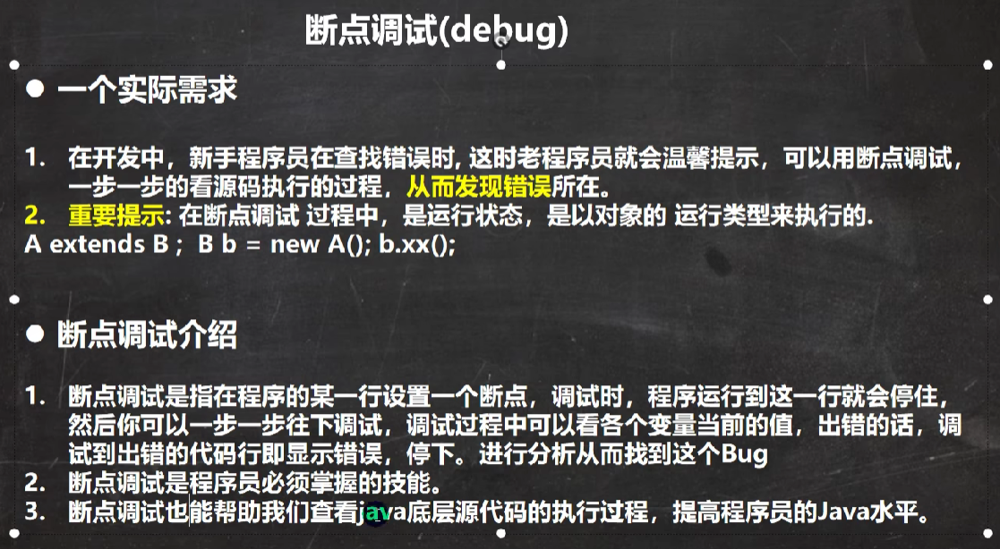 断点调试(debug)
● 一个实际需求
1. 在开发中，新手程序员在查找错误时, 这时老程序员就会温馨提示，可以用断点调试，
一步一步的看源码执行的过程，从而发现错误所在。
2. 重要提示: 在断点调试 过程中，是运行状态，是以对象的 运行类型来执行的.
A extends B ; B b = new A(); b.xx();
● 断点调试介绍
1. 断点调试是指在程序的某一行设置一个断点，调试时，程序运行到这一行就会停住，
然后你可以一步一步往下调试，调试过程中可以看各个变量当前的值，出错的话，调
试到出错的代码行即显示错误，停下。进行分析从而找到这个Bug
2. 断点调试是程序员必须掌握的技能。
3. 断点调试也能帮助我们查看java底层源代码的执行过程，提高程序员的Java水平。